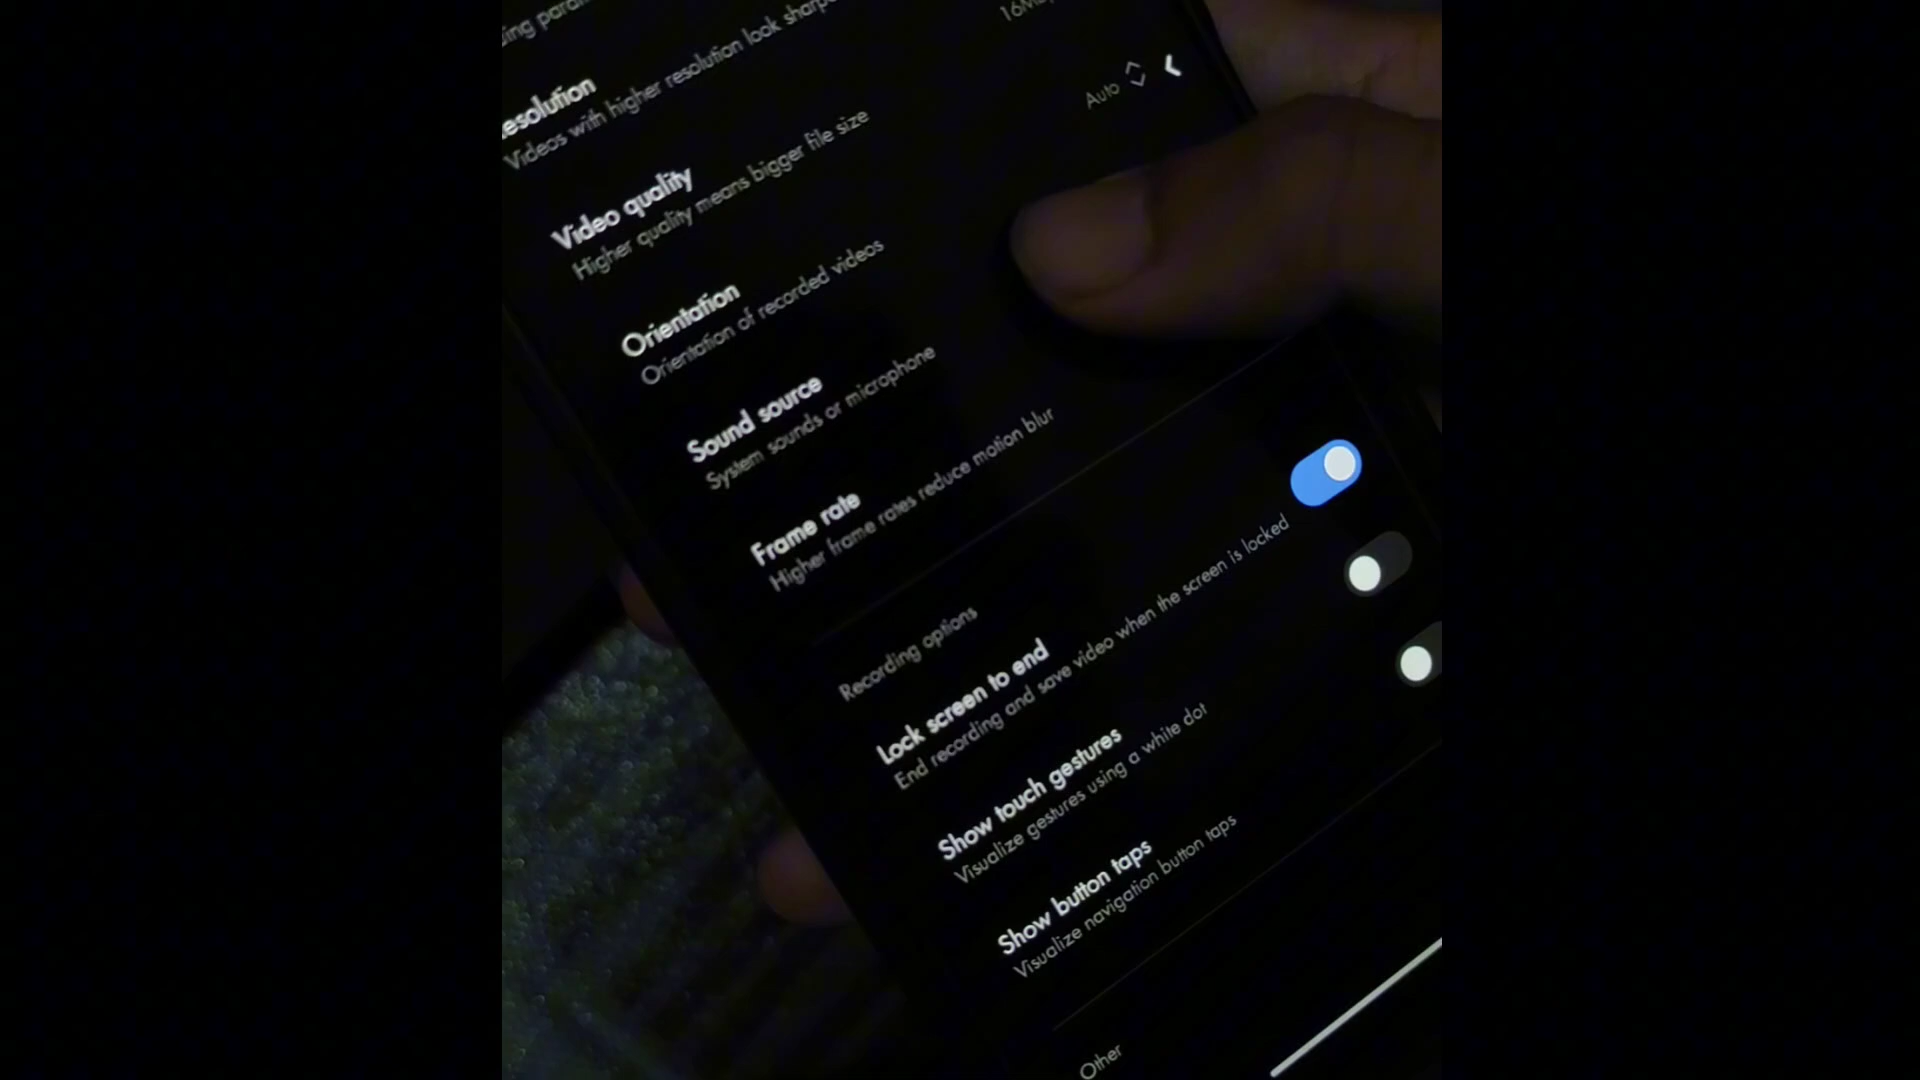 Resolution
Videos with higher resolution look
Video quality
Higher quality means bigger file size
Auto
Orientation
Orientation of recorded videos
Sound source
System sounds or microphone
Frame rate
Higher frame rates reduce motion blur
Recording options
Lock screen to end
End recording and save video when the screen is locked
Show touch gestures
Visualize gestures using a white dot
Show button taps
Visualize navigation button taps
Other